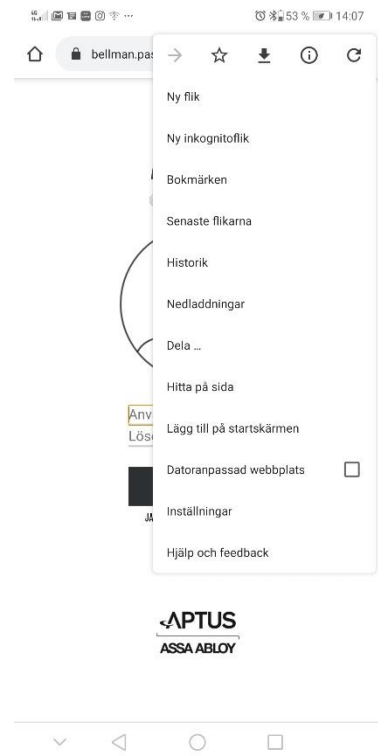 53 % 14:07
bellman.pas
Ny flik
Ny inkognitoflik
Bokmärken
Senaste flikarna
Historik
Nedladdningar
Dela ...
Hitta på sida
Anv
Lägg till på startskärmen
Lös
Datoranpassad webbplats
Inställningar
JA
Hjälp och feedback
APTUS
ASSA ABLOY